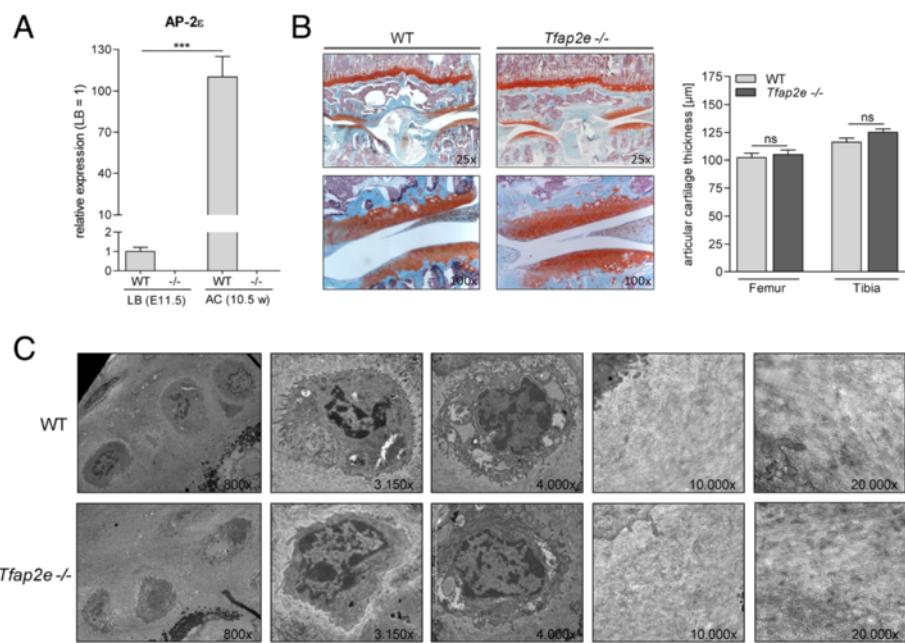 A
AP-2ε
***
relative expression (LB = 1)
130
100
70
40
10
2
1
0
WT -/- WT -/-
LB (E11.5) AC (10.5 w)
B
WT Tfap2e -/-
25x 25x
100x 100x
WT
Tfap2e -/-
articular cartilage thickness [µm]
175
150
125
100
75
50
25
0
ns ns
Femur Tibia
C
WT
800x 3.150x 4.000x 10.000x 20.000x
Tfap2e -/-
800x 3.150x 4.000x 10.000x 20.000x